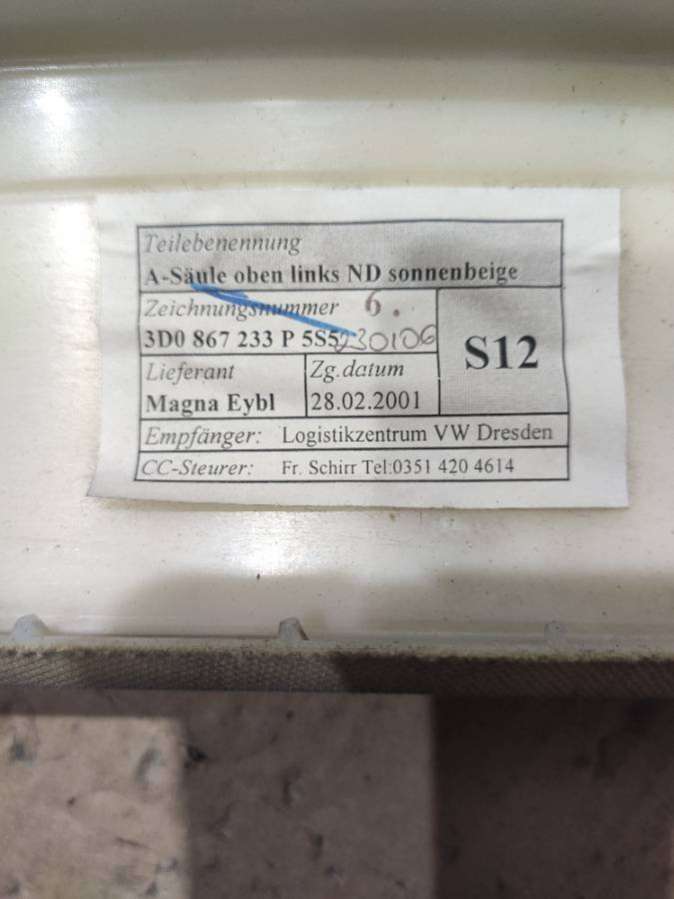 Teilebenennung
A-Säule oben links ND sonnenbeige
Zeichnungsnummer 6.
3D0 867 233 P 5S5 230106
S12
Lieferant Zg.datum
Magna Eybl 28.02.2001
Empfänger: Logistikzentrum VW Dresden
CC-Steurer: Fr. Schirr Tel:0351 420 4614